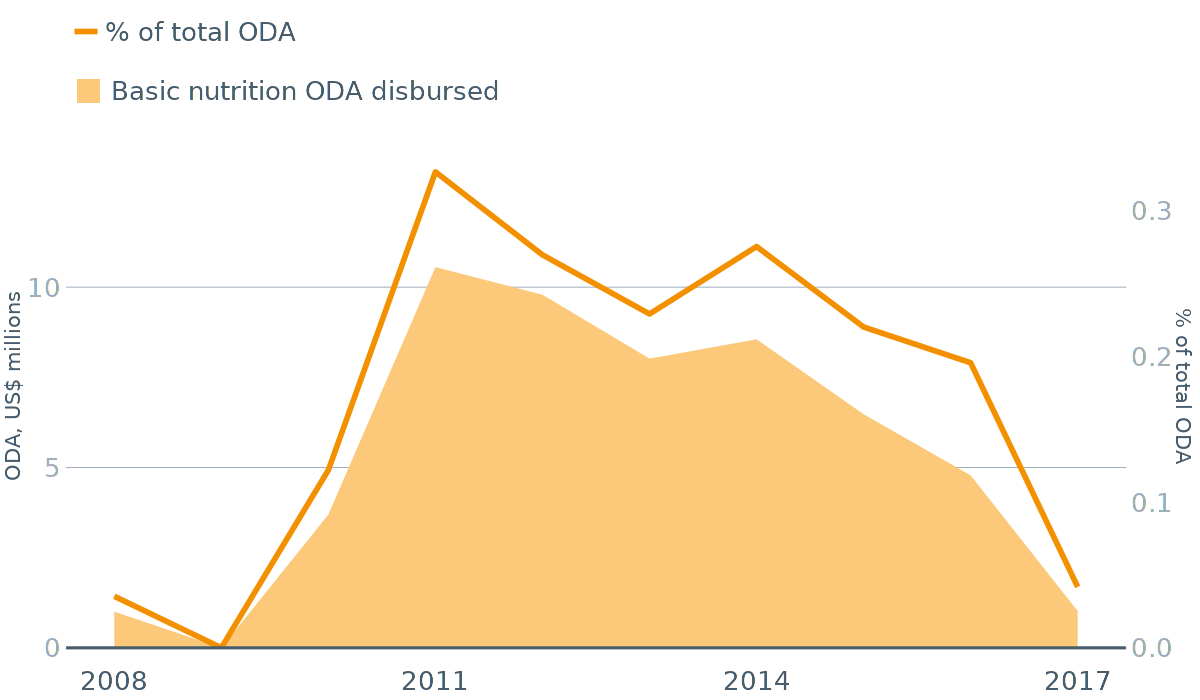 % of total ODA
Basic nutrition ODA disbursed
ODA, US$ millions
10
5
0
% of total ODA
0.3
0.2
0.1
0.0
2008
2011
2014
2017